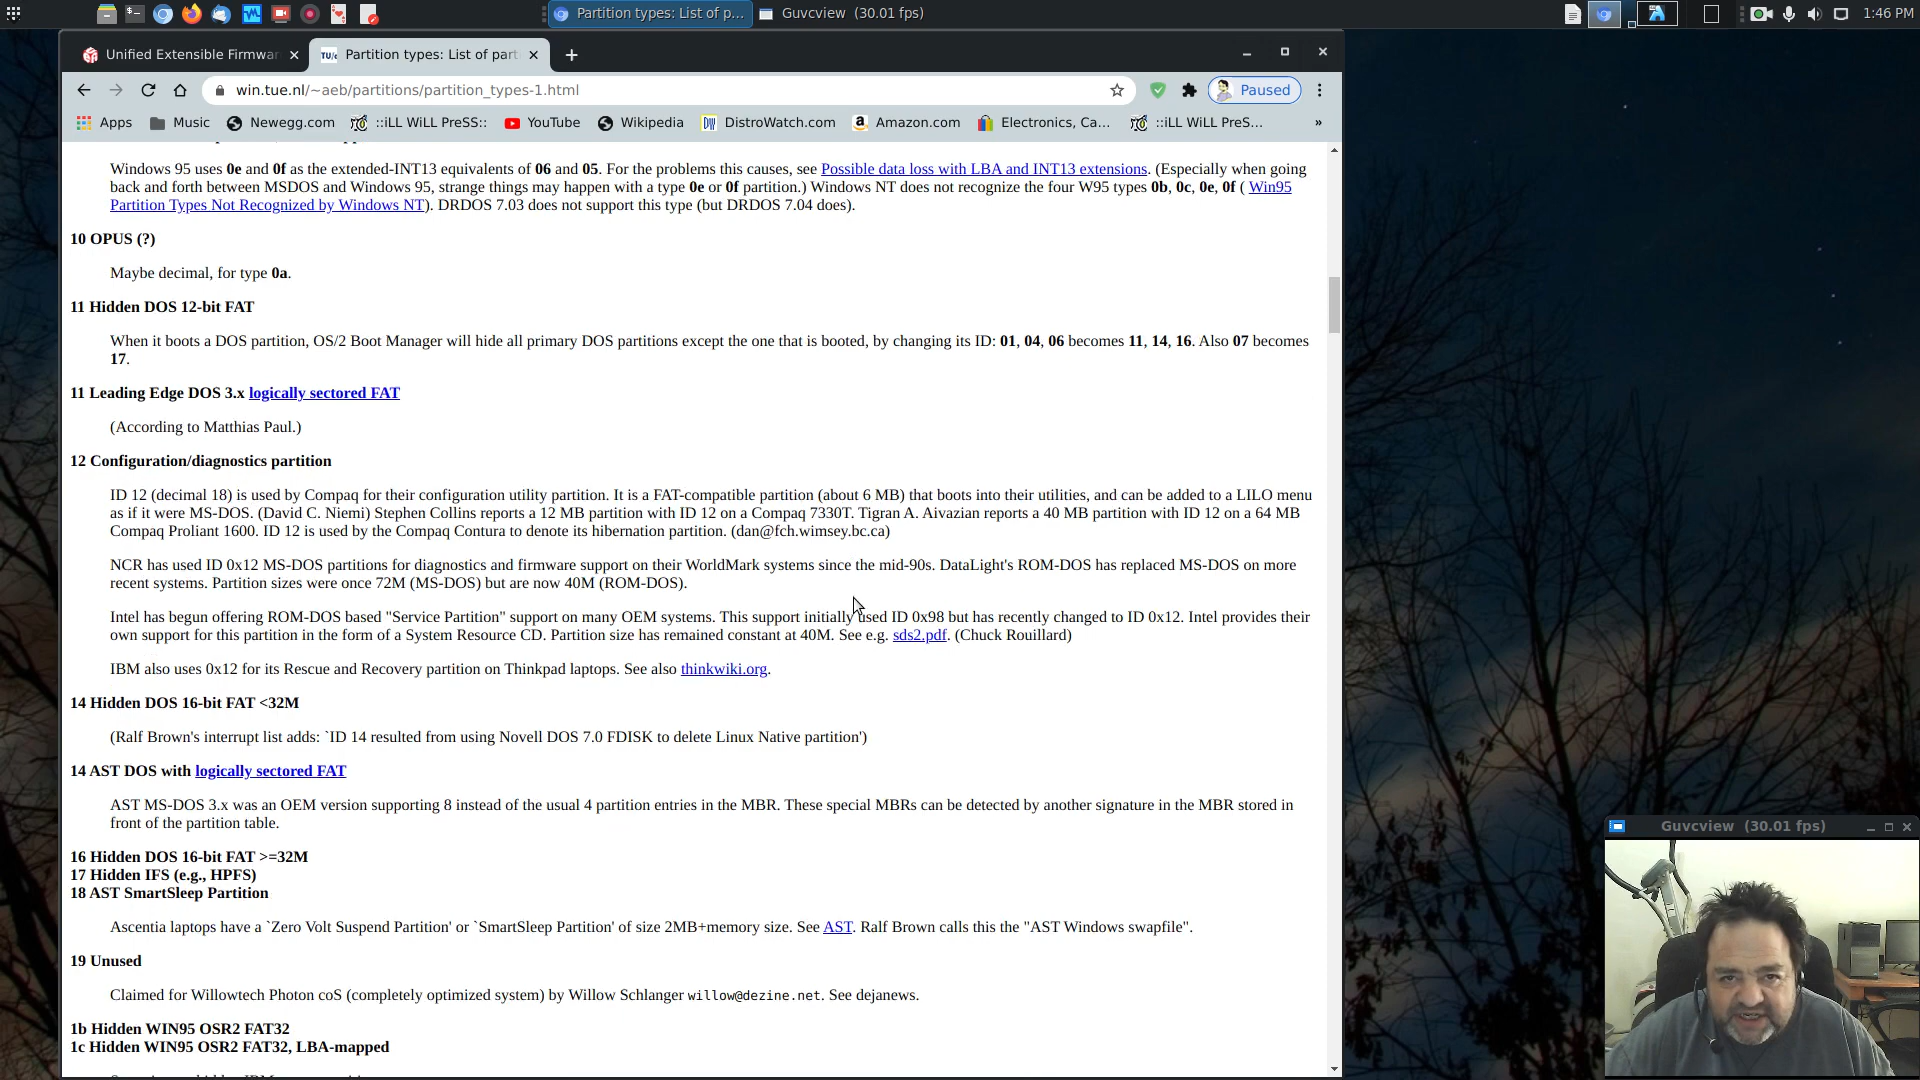 Partition types: List of p...
Guvcview (30.01 fps)
1:46 PM
Unified Extensible Firmwar
Partition types: List of part
win.tue.nl/~aeb/partitions/partition_types-1.html
Paused
Apps
Music
Newegg.com
::iLL WiLL PreSS::
YouTube
Wikipedia
DistroWatch.com
Amazon.com
Electronics, Ca...
::iLL WiLL PreS...
»
Windows 95 uses 0e and 0f as the extended-INT13 equivalents of 06 and 05. For the problems this causes, see Possible data loss with LBA and INT13 extensions. (Especially when going
back and forth between MSDOS and Windows 95, strange things may happen with a type 0e or 0f partition.) Windows NT does not recognize the four W95 types 0b, 0c, 0e, 0f ( Win95
Partition Types Not Recognized by Windows NT). DRDOS 7.03 does not support this type (but DRDOS 7.04 does).
10 OPUS (?)
Maybe decimal, for type 0a.
11 Hidden DOS 12-bit FAT
When it boots a DOS partition, OS/2 Boot Manager will hide all primary DOS partitions except the one that is booted, by changing its ID: 01, 04, 06 becomes 11, 14, 16. Also 07 becomes
17.
11 Leading Edge DOS 3.x logically sectored FAT
(According to Matthias Paul.)
12 Configuration/diagnostics partition
ID 12 (decimal 18) is used by Compaq for their configuration utility partition. It is a FAT-compatible partition (about 6 MB) that boots into their utilities, and can be added to a LILO menu
as if it were MS-DOS. (David C. Niemi) Stephen Collins reports a 12 MB partition with ID 12 on a Compaq 7330T. Tigran A. Aivazian reports a 40 MB partition with ID 12 on a 64 MB
Compaq Proliant 1600. ID 12 is used by the Compaq Contura to denote its hibernation partition. (dan@fch.wimsey.bc.ca)
NCR has used ID 0x12 MS-DOS partitions for diagnostics and firmware support on their WorldMark systems since the mid-90s. DataLight's ROM-DOS has replaced MS-DOS on more
recent systems. Partition sizes were once 72M (MS-DOS) but are now 40M (ROM-DOS).
Intel has begun offering ROM-DOS based "Service Partition" support on many OEM systems. This support initially used ID 0x98 but has recently changed to ID 0x12. Intel provides their
own support for this partition in the form of a System Resource CD. Partition size has remained constant at 40M. See e.g. sds2.pdf. (Chuck Rouillard)
IBM also uses 0x12 for its Rescue and Recovery partition on Thinkpad laptops. See also thinkwiki.org.
14 Hidden DOS 16-bit FAT <32M
(Ralf Brown's interrupt list adds: `ID 14 resulted from using Novell DOS 7.0 FDISK to delete Linux Native partition')
14 AST DOS with logically sectored FAT
AST MS-DOS 3.x was an OEM version supporting 8 instead of the usual 4 partition entries in the MBR. These special MBRs can be detected by another signature in the MBR stored in
front of the partition table.
16 Hidden DOS 16-bit FAT >=32M
17 Hidden IFS (e.g., HPFS)
18 AST SmartSleep Partition
Ascentia laptops have a `Zero Volt Suspend Partition' or `SmartSleep Partition' of size 2MB+memory size. See AST. Ralf Brown calls this the "AST Windows swapfile".
19 Unused
Claimed for Willowtech Photon coS (completely optimized system) by Willow Schlanger willow@dezine.net. See dejanews.
1b Hidden WIN95 OSR2 FAT32
1c Hidden WIN95 OSR2 FAT32, LBA-mapped
Guvcview (30.01 fps)